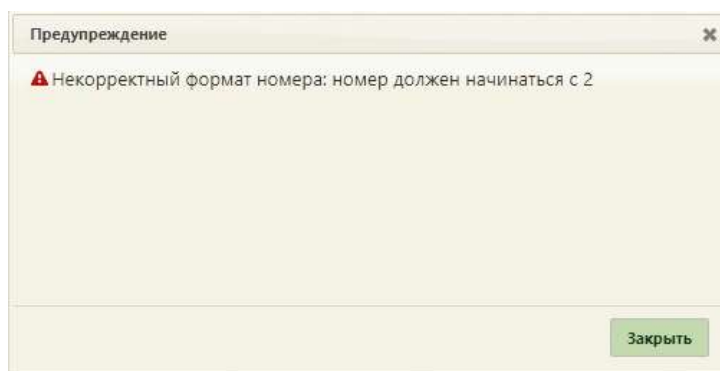 Предупреждение
Некорректный формат номера: номер должен начинаться с 2
Закрыть